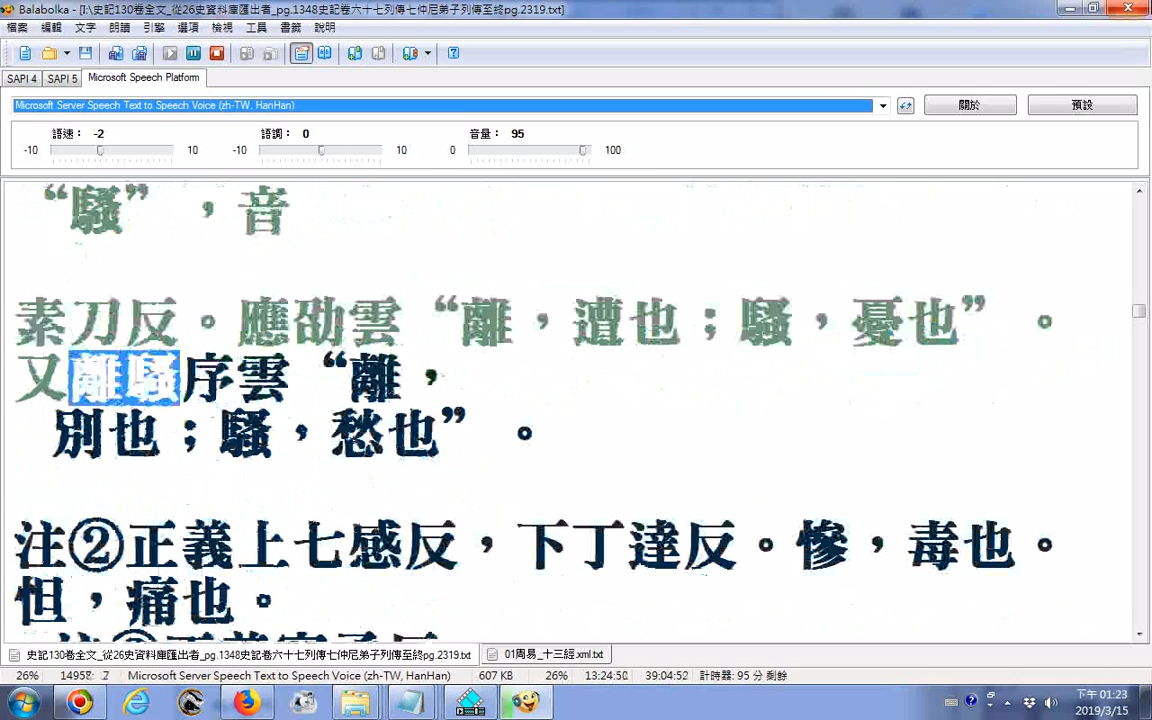 Balabolka - [I:\史記130卷全文_從26史資料庫匯出者_pg.1348史記卷六十七列傳七仲尼弟子列傳至終pg.2319.txt]
檔案 編輯 文字 朗讀 引擎 選項 檢視 工具 書籤 說明
SAPI 4 SAPI 5 Microsoft Speech Platform
Microsoft Server Speech Text to Speech Voice (zh-TW, HanHan)
關於 預設
語速： -2 語調： 0 音量： 95
-10 10 -10 10 0 100
“騷”，音
素刀反。應劭雲“離，遭也；騷，憂也”。
又離騷序雲“離，
別也；騷，愁也”。
注②正義上七感反，下丁達反。慘，毒也。
怛，痛也。
史記130卷全文_從26史資料庫匯出者_pg.1348史記卷六十七列傳七仲尼弟子列傳至終pg.2319.txt 01周易_十三經.xml.txt
26% Microsoft Server Speech Text to Speech Voice (zh-TW, HanHan) 607 KB 26% 13:24:50 39:04:52 計時器: 95 分 剩餘
下午 01:23
2019/3/15